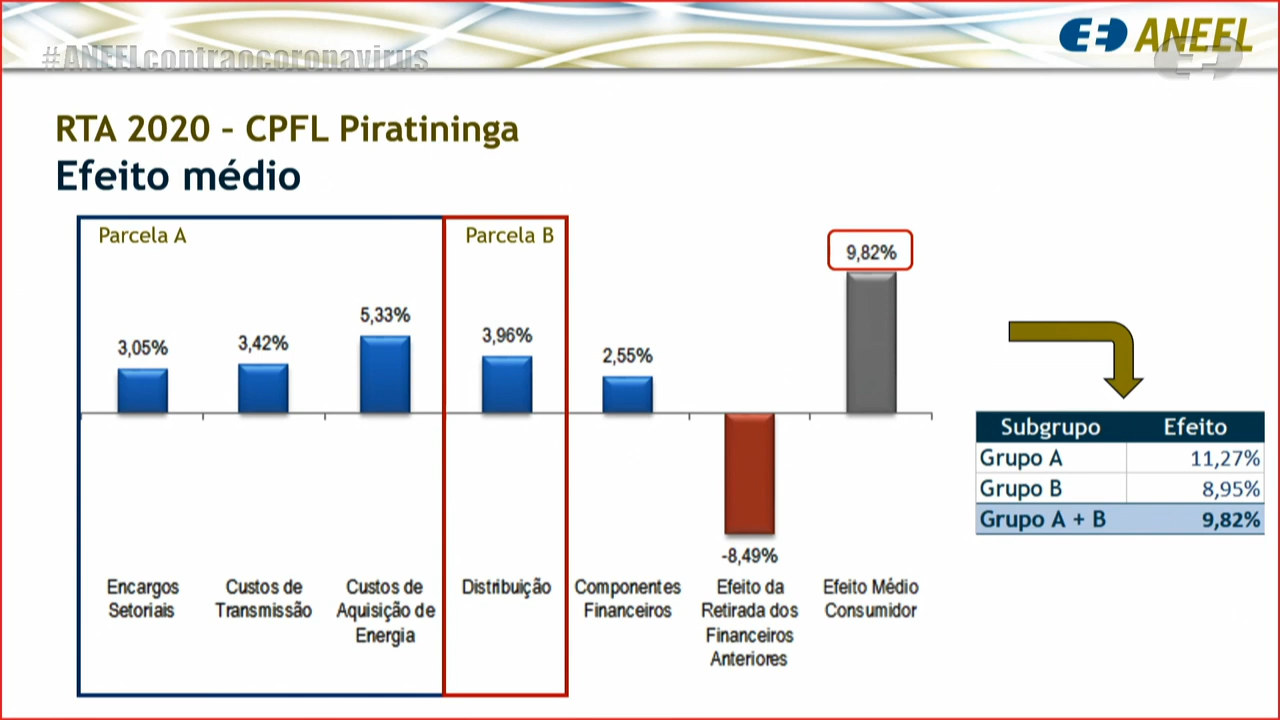 #ANEELcontraocoronavirus
ANEEL
RTA 2020 – CPFL Piratininga
Efeito médio
Parcela A
Parcela B
3,05%
3,42%
5,33%
3,96%
2,55%
-8,49%
9,82%
Encargos
Setoriais
Custos de
Transmissão
Custos de
Aquisição de
Energia
Distribuição
Componentes
Financeiros
Efeito da
Retirada dos
Financeiros
Anteriores
Efeito Médio
Consumidor
Subgrupo Efeito
Grupo A 11,27%
Grupo B 8,95%
Grupo A + B 9,82%